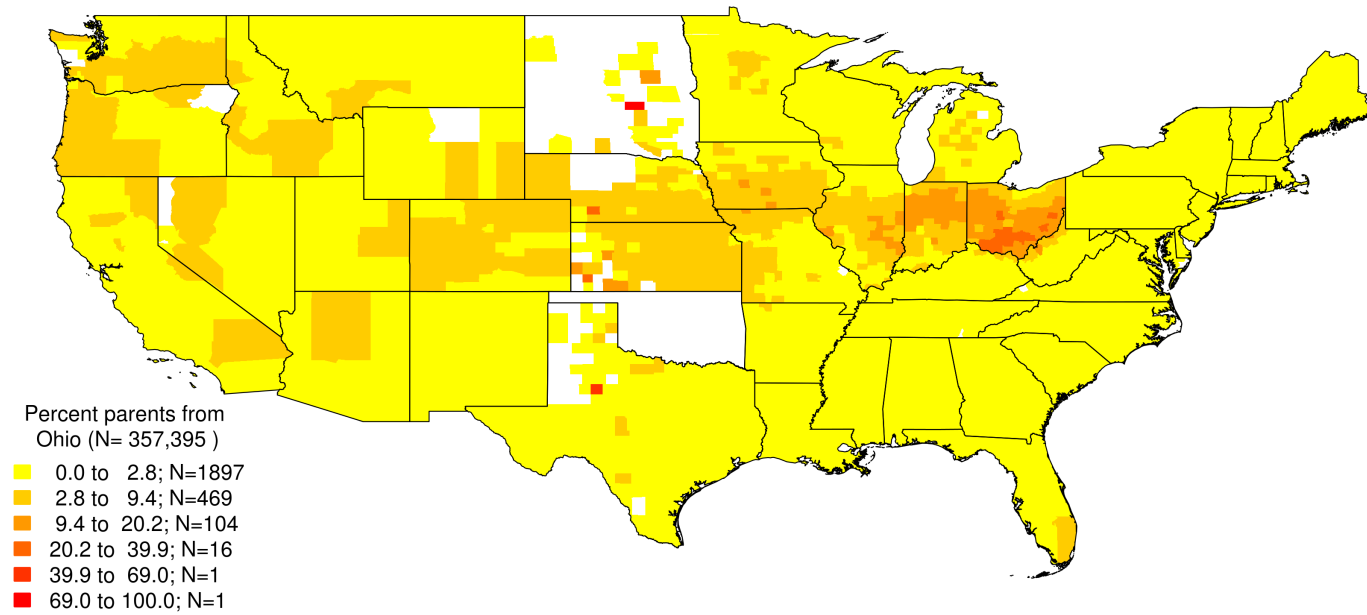 Percent parents from
Ohio (N= 357,395 )
0.0 to 2.8; N=1897
2.8 to 9.4; N=469
9.4 to 20.2; N=104
20.2 to 39.9; N=16
39.9 to 69.0; N=1
69.0 to 100.0; N=1